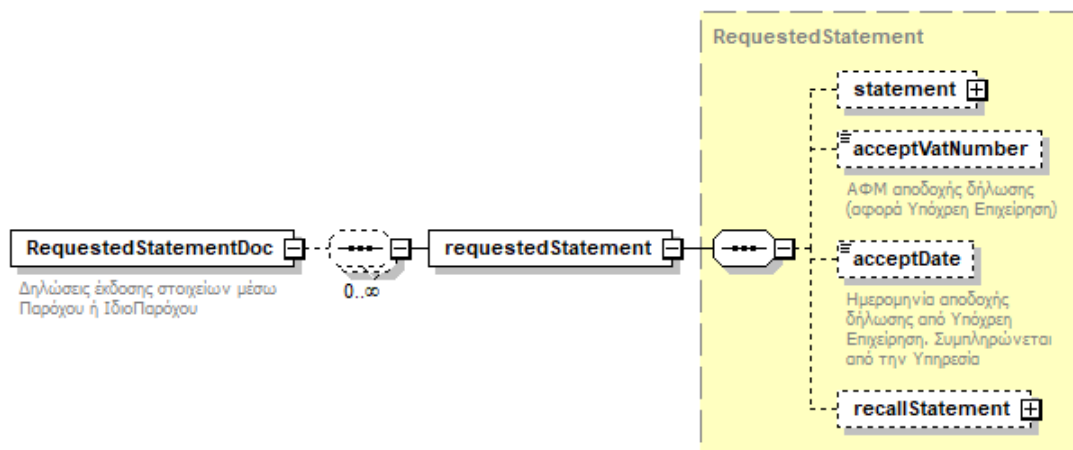 RequestedStatement
statement
acceptVatNumber
ΑΦΜ αποδοχής δήλωσης
(αφορά Υπόχρεη Επιχείρηση)
RequestedStatementDoc
requestedStatement
acceptDate
Δηλώσεις έκδοσης στοιχείων μέσω
Παρόχου ή ΙδιοΠαρόχου
0..∞
Ημερομηνία αποδοχής
δήλωσης από Υπόχρεη
Επιχείρηση. Συμπληρώνεται
από την Υπηρεσία
recallStatement